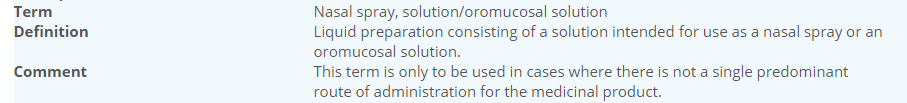 Term Nasal spray, solution/oromucosal solution
Definition Liquid preparation consisting of a solution intended for use as a nasal spray or an
oromucosal solution.
Comment This term is only to be used in cases where there is not a single predominant
route of administration for the medicinal product.